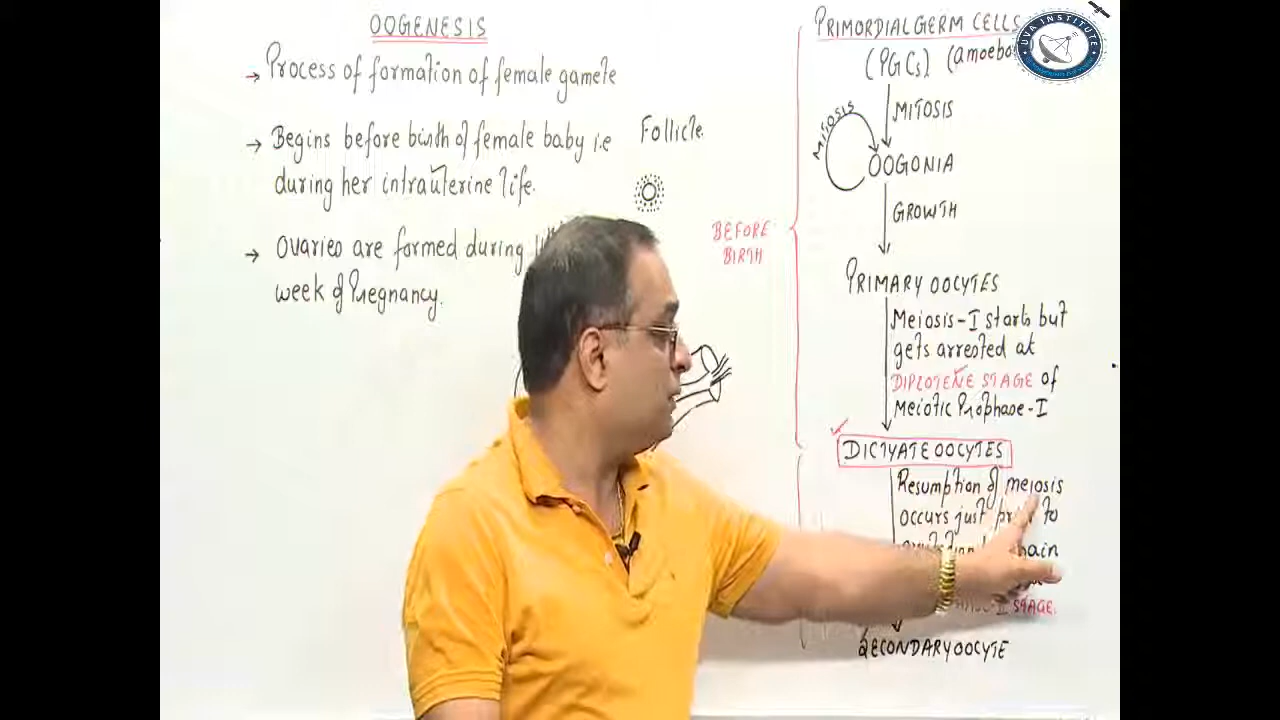 OOGENESIS
→ Process of formation of female gamete
→ Begins before birth of female baby i.e
during her intrauterine life.
→ Ovaries are formed during
week of Pregnancy.
Follicle
BEFORE
BIRTH
PRIMORDIAL GERM CELLS
(PGCs) (amoebo
MITOSIS
MITOSIS
OOGONIA
GROWTH
PRIMARY OOCYTES
Meiosis-I starts but
gets arrested at
DIPLOTENE STAGE of
Meiotic Prophase-I
DICTYATE OOCYTES
Resumption of meiosis
occurs just to
STAGE.
SECONDARY OOCYTE
UVA INSTITUTE